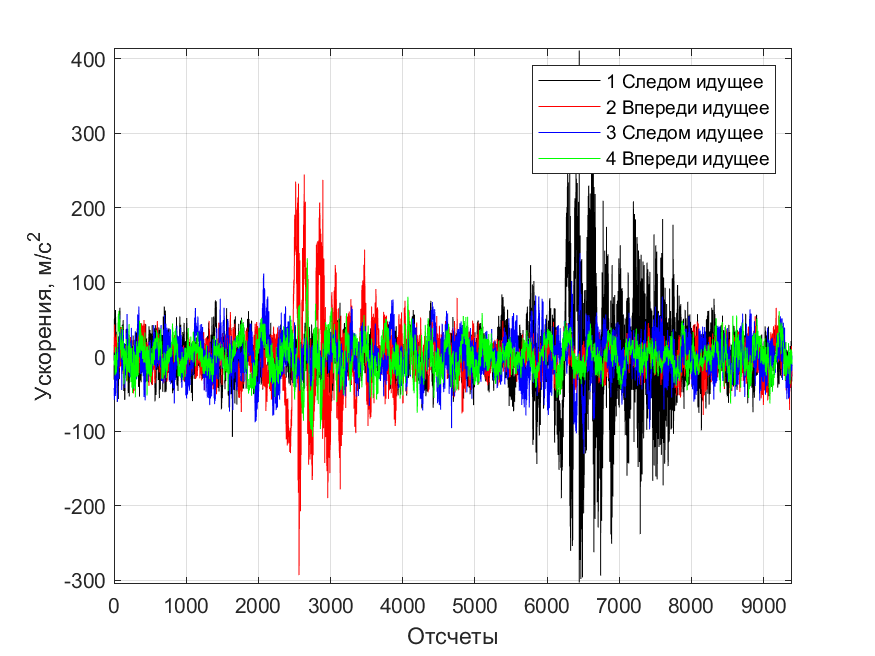 400
300
200
100
0
-100
-200
-300
0 1000 2000 3000 4000 5000 6000 7000 8000 9000
Ускорения, м/с²
Отсчеты
1 Следом идущее
2 Впереди идущее
3 Следом идущее
4 Впереди идущее